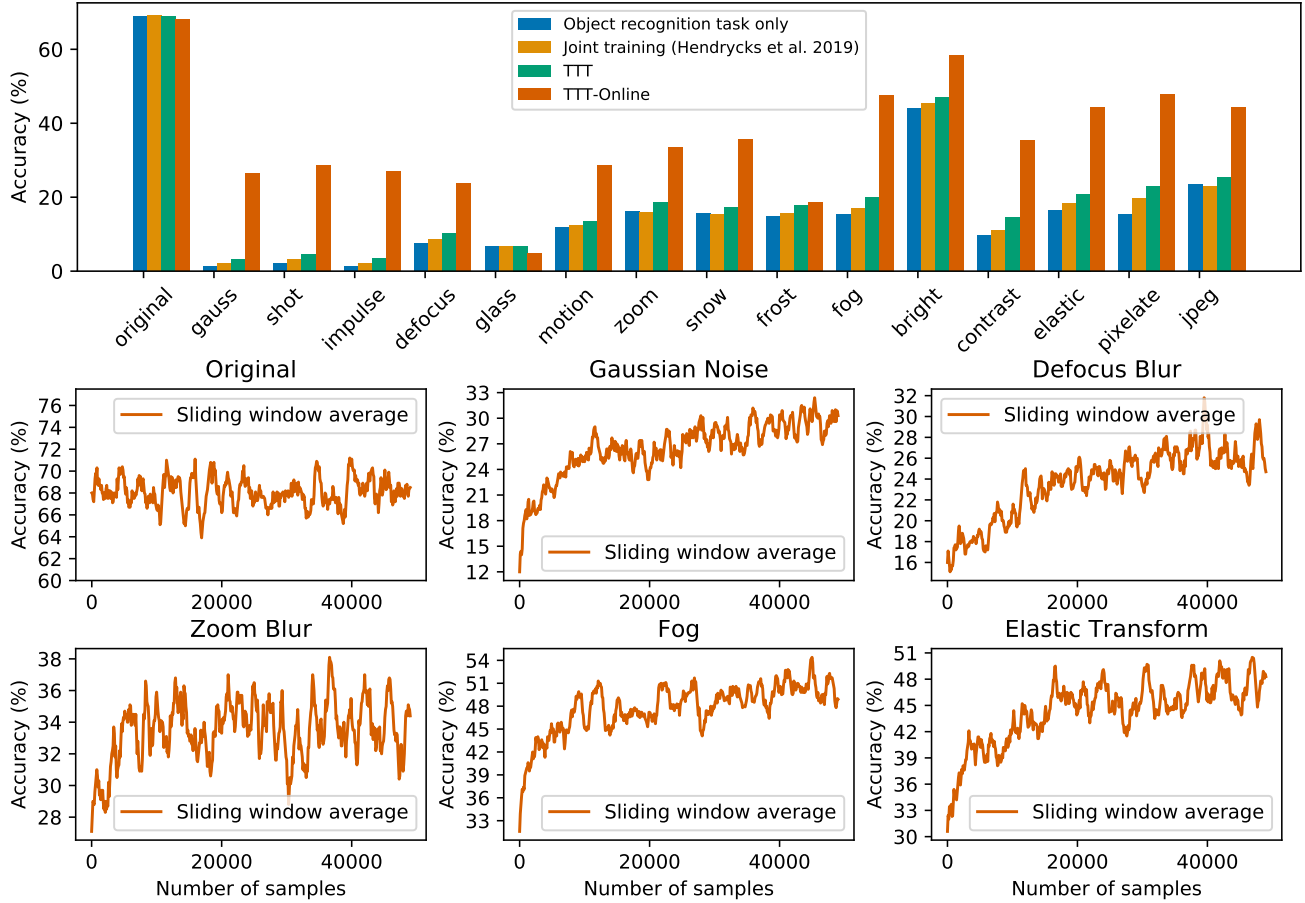 Accuracy (%)
60
40
20
0
Object recognition task only
Joint training (Hendrycks et al. 2019)
TTT
TTT-Online
original
gauss
shot
impulse
defocus
glass
motion
zoom
snow
frost
fog
bright
contrast
elastic
pixelate
jpeg
Original
Accuracy (%)
76
74
72
70
68
66
64
62
60
Sliding window average
0 20000 40000
Gaussian Noise
Accuracy (%)
33
30
27
24
21
18
15
12
Sliding window average
0 20000 40000
Defocus Blur
Accuracy (%)
32
30
28
26
24
22
20
18
16
Sliding window average
0 20000 40000
Zoom Blur
Accuracy (%)
38
36
34
32
30
28
Sliding window average
0 20000 40000
Number of samples
Fog
Accuracy (%)
54
51
48
45
42
39
36
33
Sliding window average
0 20000 40000
Number of samples
Elastic Transform
Accuracy (%)
51
48
45
42
39
36
33
30
Sliding window average
0 20000 40000
Number of samples